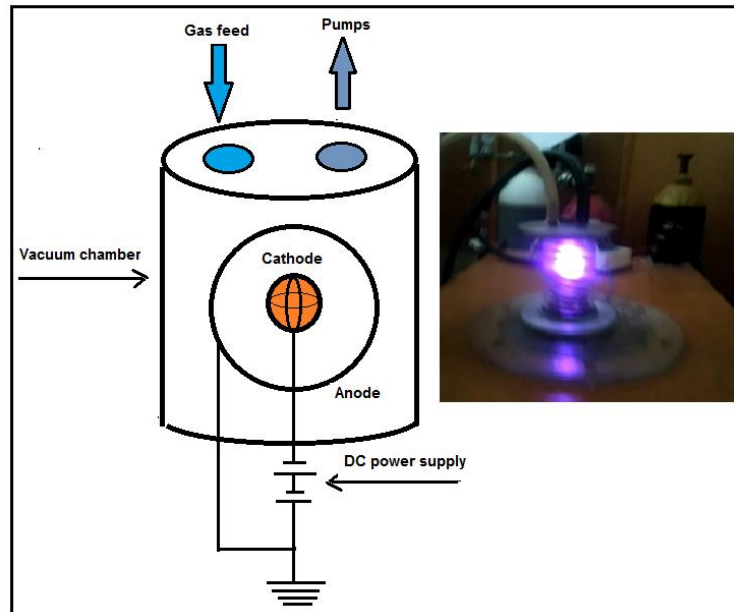 Gas feed
Pumps
Vacuum chamber
Cathode
Anode
DC power supply